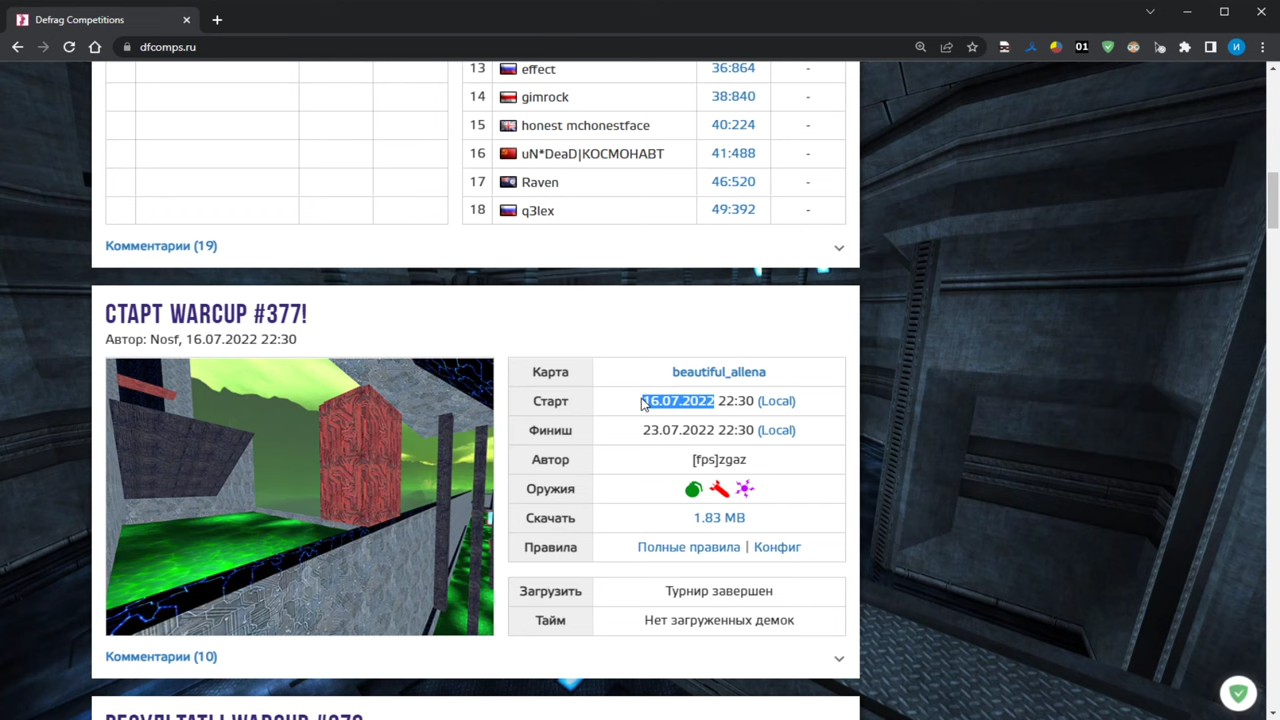 Defrag Competitions
dfcomps.ru
01
И
13 effect 36:864 -
14 gimrock 38:840 -
15 honest mchonestface 40:224 -
16 uN*DeaD|КОСМОНАВТ 41:488 -
17 Raven 46:520 -
18 q3lex 49:392 -
Комментарии (19)
СТАРТ WARCUP #377!
Автор: Nosf, 16.07.2022 22:30
Карта beautiful_allena
Старт 16.07.2022 22:30 (Local)
Финиш 23.07.2022 22:30 (Local)
Автор [fps]zgaz
Оружия
Скачать 1.83 MB
Правила Полные правила | Конфиг
Загрузить Турнир завершен
Тайм Нет загруженных демок
Комментарии (10)